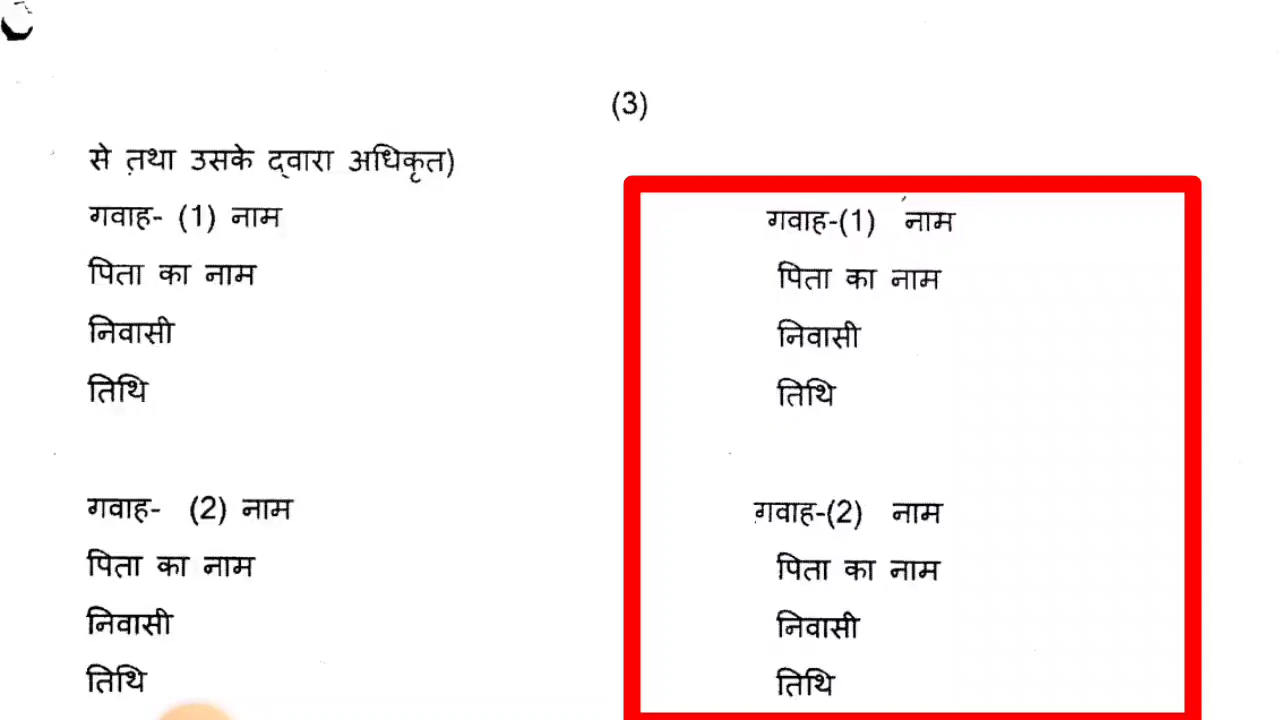 (3)
से तथा उसके द्वारा अधिकृत)
गवाह- (1) नाम
पिता का नाम
निवासी
तिथि
गवाह- (2) नाम
पिता का नाम
निवासी
तिथि
गवाह-(1) नाम
पिता का नाम
निवासी
तिथि
गवाह-(2) नाम
पिता का नाम
निवासी
तिथि